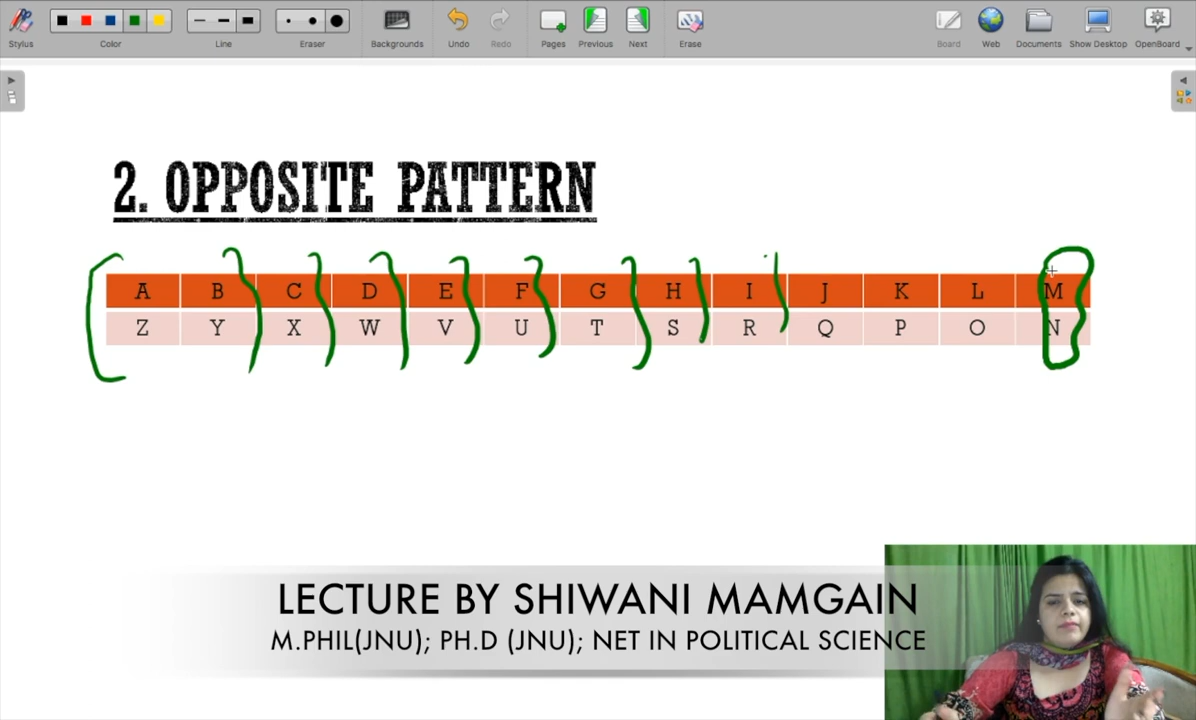 Stylus
Color
Line
Eraser
Backgrounds
Undo
Redo
Pages
Previous
Next
Erase
Board
Web
Documents
Show Desktop
OpenBoard
2. OPPOSITE PATTERN
A B C D E F G H I J K L M
Z Y X W V U T S R Q P O N
LECTURE BY SHIWANI MAMGAIN
M.PHIL(JNU); PH.D (JNU); NET IN POLITICAL SCIENCE